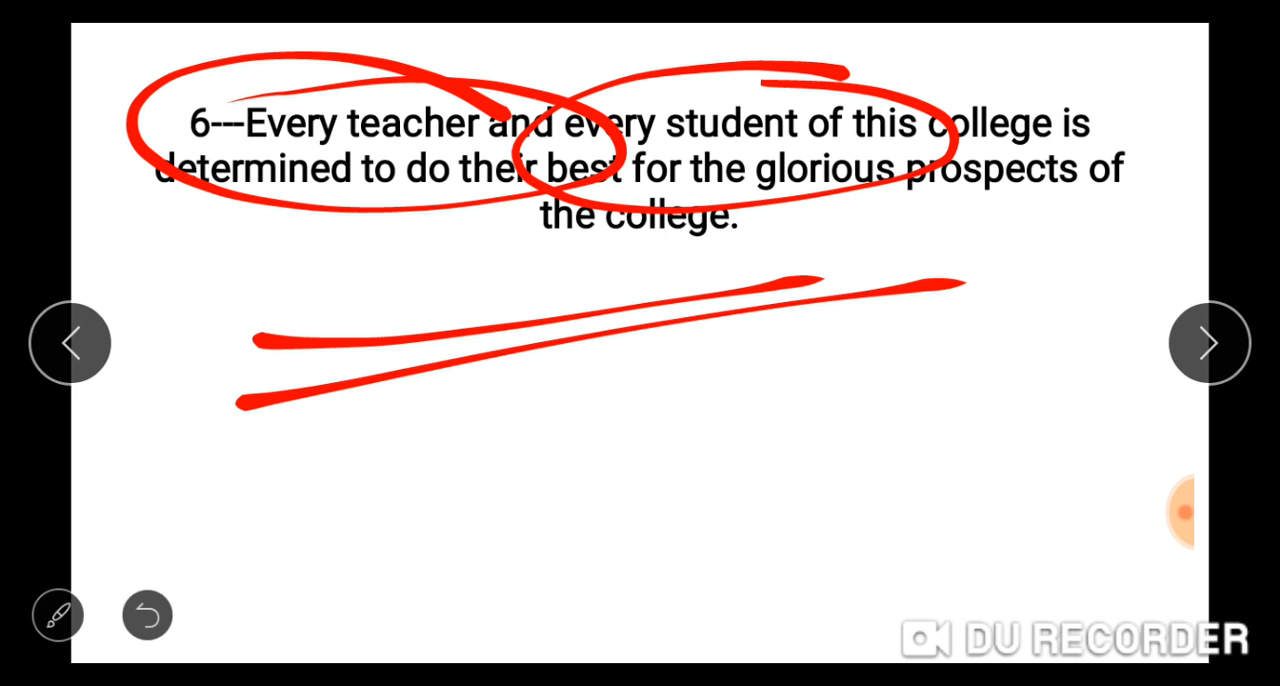 6---Every teacher and every student of this college is
determined to do their best for the glorious prospects of
the college.
DU RECORDER